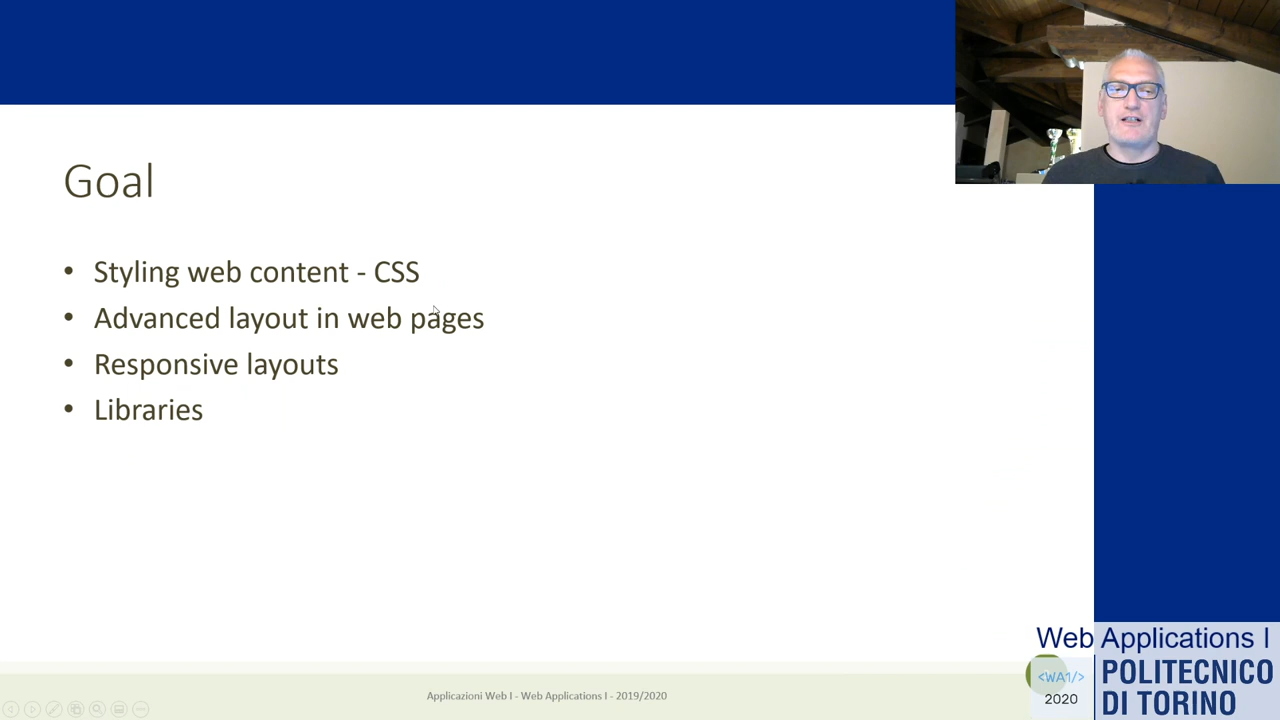 Goal
• Styling web content - CSS
• Advanced layout in web pages
• Responsive layouts
• Libraries
Applicazioni Web I - Web Applications I - 2019/2020
Web Applications I
<WA1/>
2020
POLITECNICO
DI TORINO